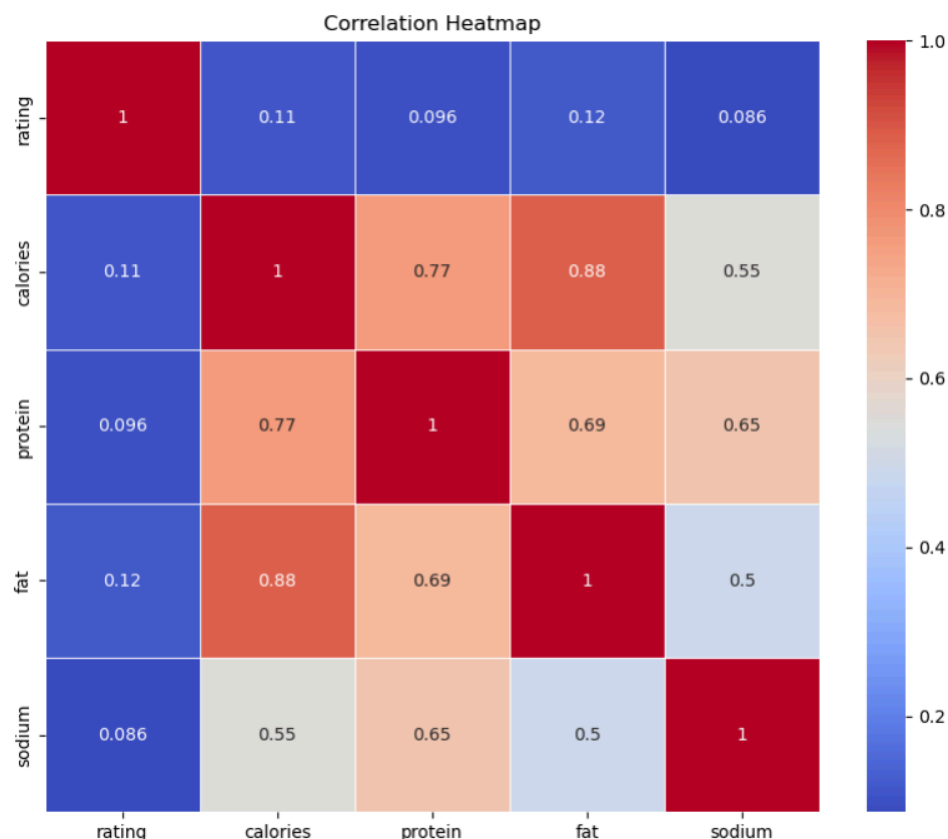 Correlation Heatmap
rating 1 0.11 0.096 0.12 0.086
calories 0.11 1 0.77 0.88 0.55
protein 0.096 0.77 1 0.69 0.65
fat 0.12 0.88 0.69 1 0.5
sodium 0.086 0.55 0.65 0.5 1
rating calories protein fat sodium
1.0
0.8
0.6
0.4
0.2